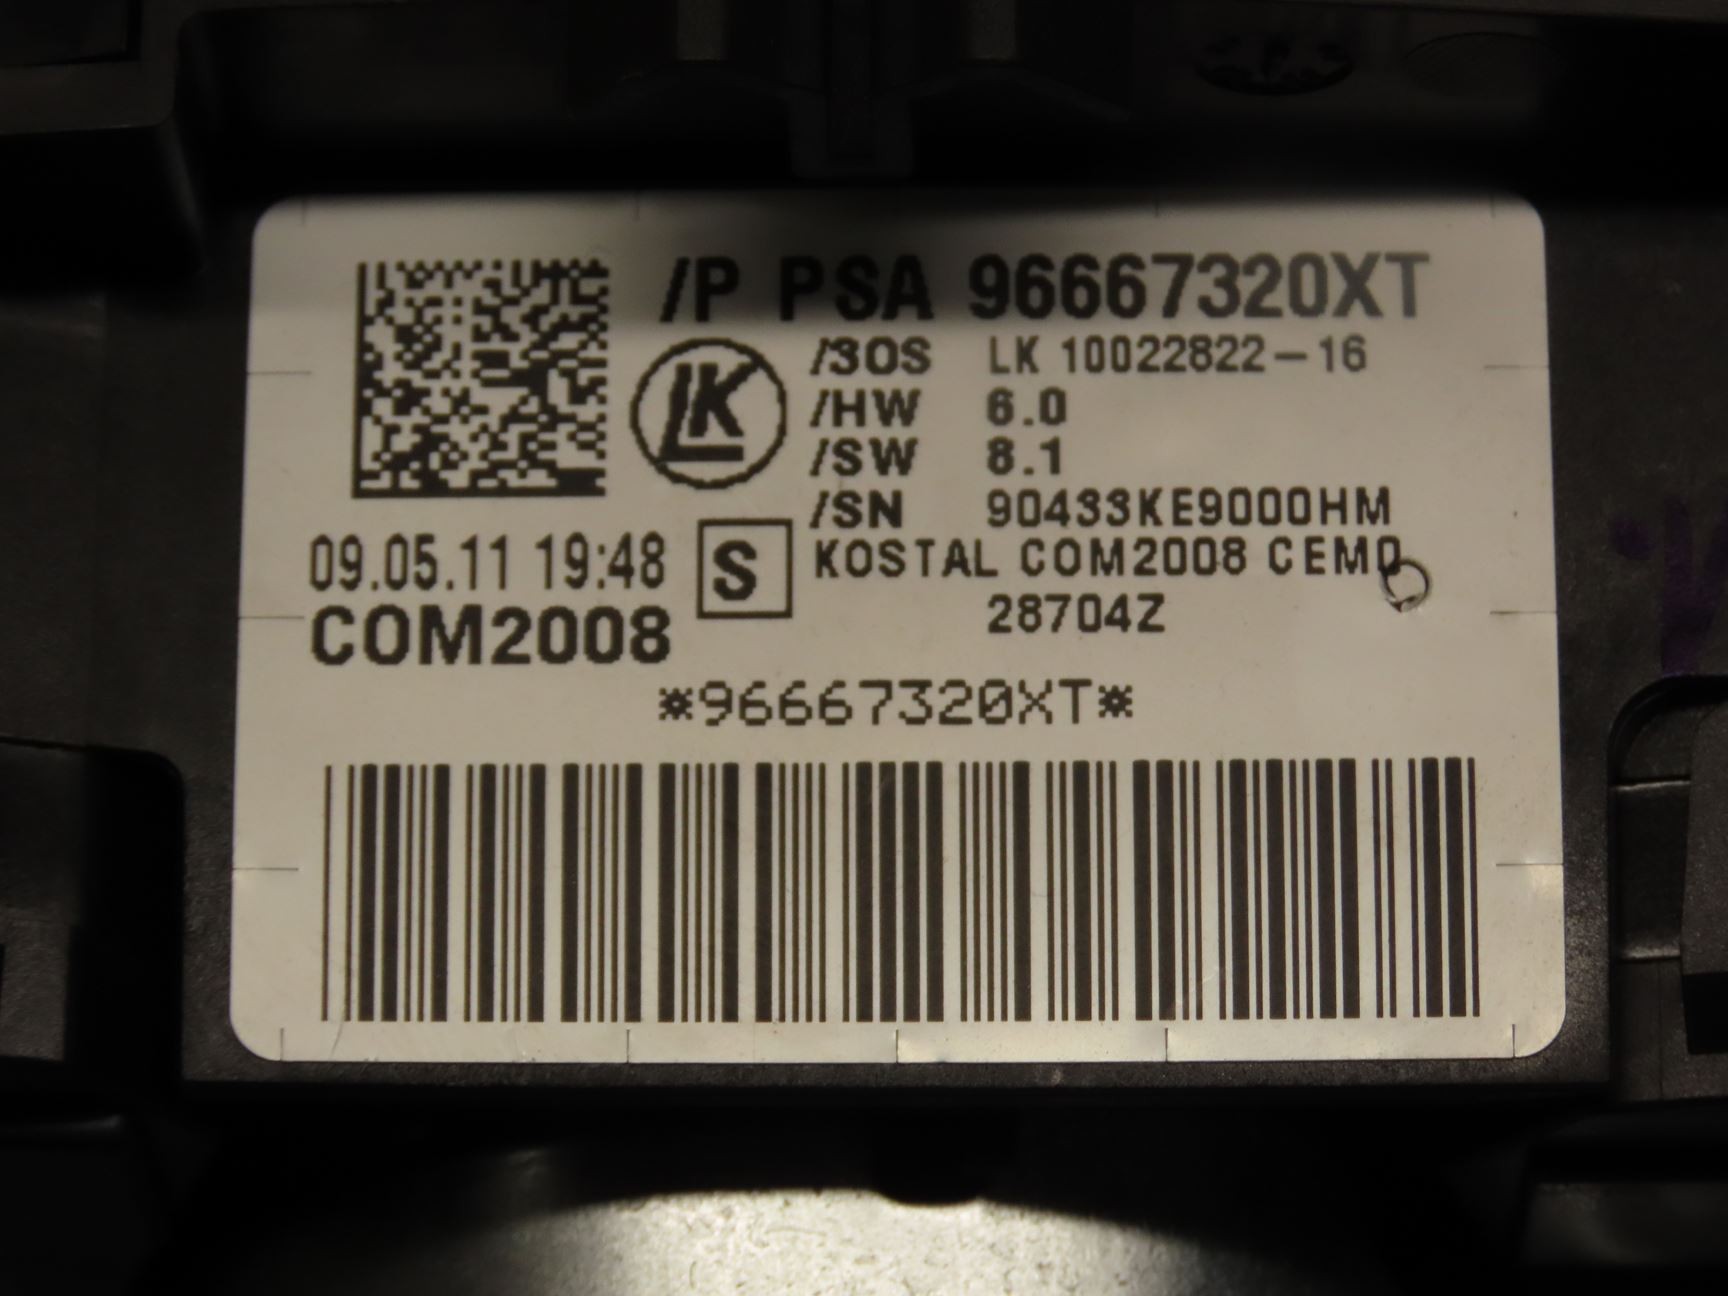 /P PSA 96667320XT
LK
/30S LK 10022822-16
/HW 6.0
/SW 8.1
/SN 90433KE9000HM
09.05.11 19:48
S
KOSTAL COM2008 CEMD
28704Z
COM2008
*96667320XT*